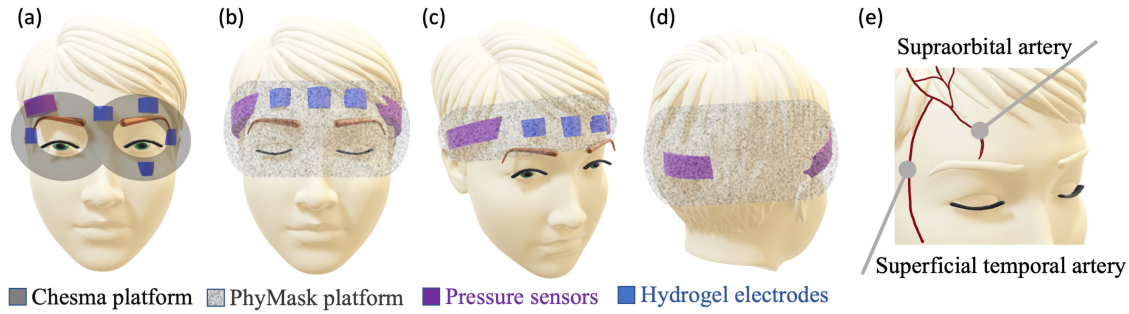 (a)
(b)
(c)
(d)
(e)
Supraorbital artery
Superficial temporal artery
Chesma platform
PhyMask platform
Pressure sensors
Hydrogel electrodes